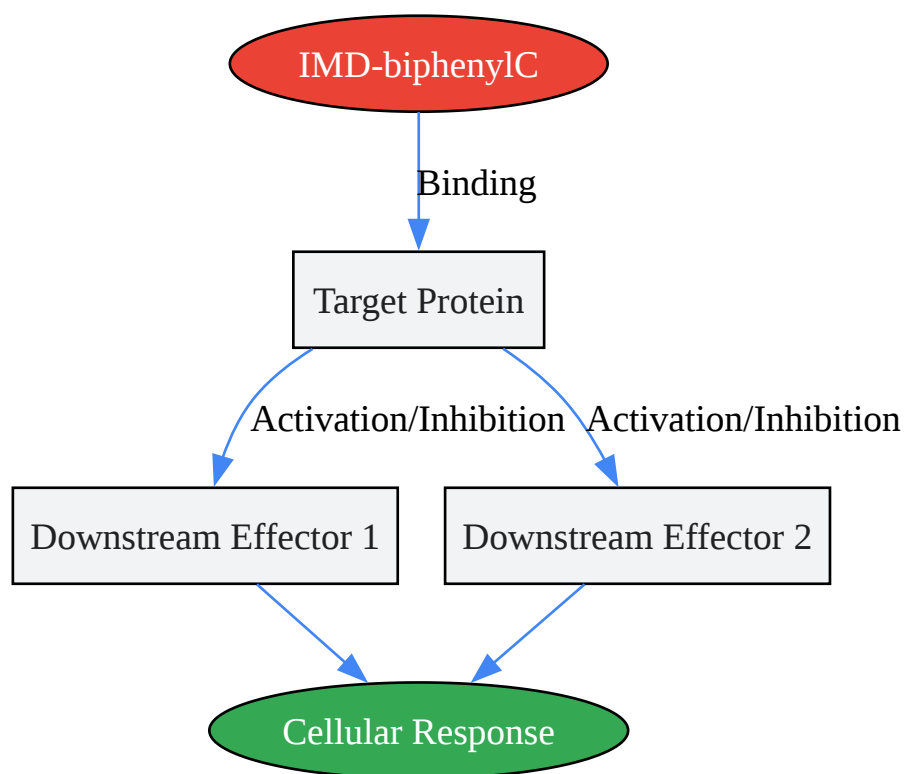 IMD-biphenylC
Binding
Target Protein
Activation/Inhibition
Activation/Inhibition
Downstream Effector 1
Downstream Effector 2
Cellular Response